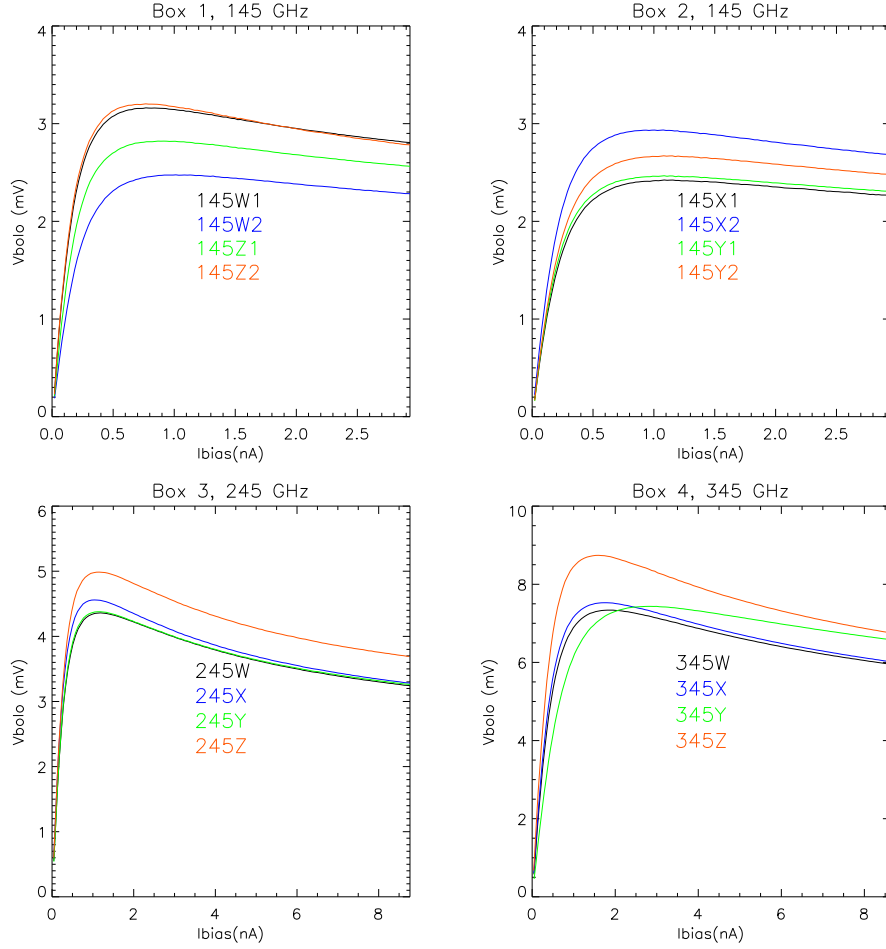 Box 1, 145 GHz
4
3
2
1
0
Vbolo (mV)
145W1
145W2
145Z1
145Z2
0.0 0.5 1.0 1.5 2.0 2.5
Ibias(nA)
Box 2, 145 GHz
4
3
2
1
0
Vbolo (mV)
145X1
145X2
145Y1
145Y2
0.0 0.5 1.0 1.5 2.0 2.5
Ibias(nA)
Box 3, 245 GHz
6
5
4
3
2
1
0
Vbolo (mV)
245W
245X
245Y
245Z
0 2 4 6 8
Ibias(nA)
Box 4, 345 GHz
10
8
6
4
2
0
Vbolo (mV)
345W
345X
345Y
345Z
0 2 4 6 8
Ibias(nA)